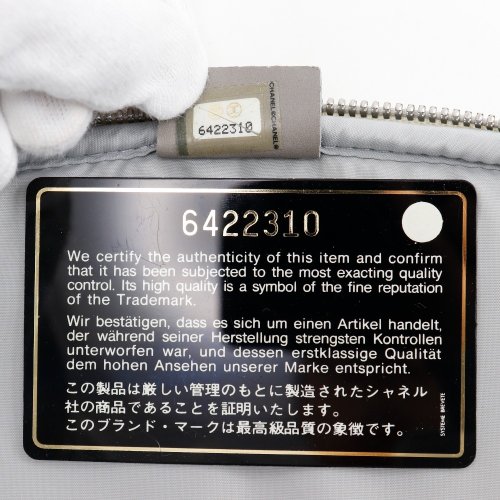 CHANEL®CHANEL®
6422310
6422310
We certify the authenticity of this item and confirm
that it has been subjected to the most exacting quality
control. Its high quality is a symbol of the fine reputation
of the Trademark.
Wir bestätigen, dass es sich um einen Artikel handelt,
der während seiner Herstellung strengsten Kontrollen
unterworfen war, und dessen erstklassige Qualität
dem hohen Ansehen unserer Marke entspricht.
この製品は厳しい管理のもとに製造されたシャネル
社の商品であることを証明いたします。
このブランド・マークは最高級品質の象徴です。
SYSTEME BREVETE